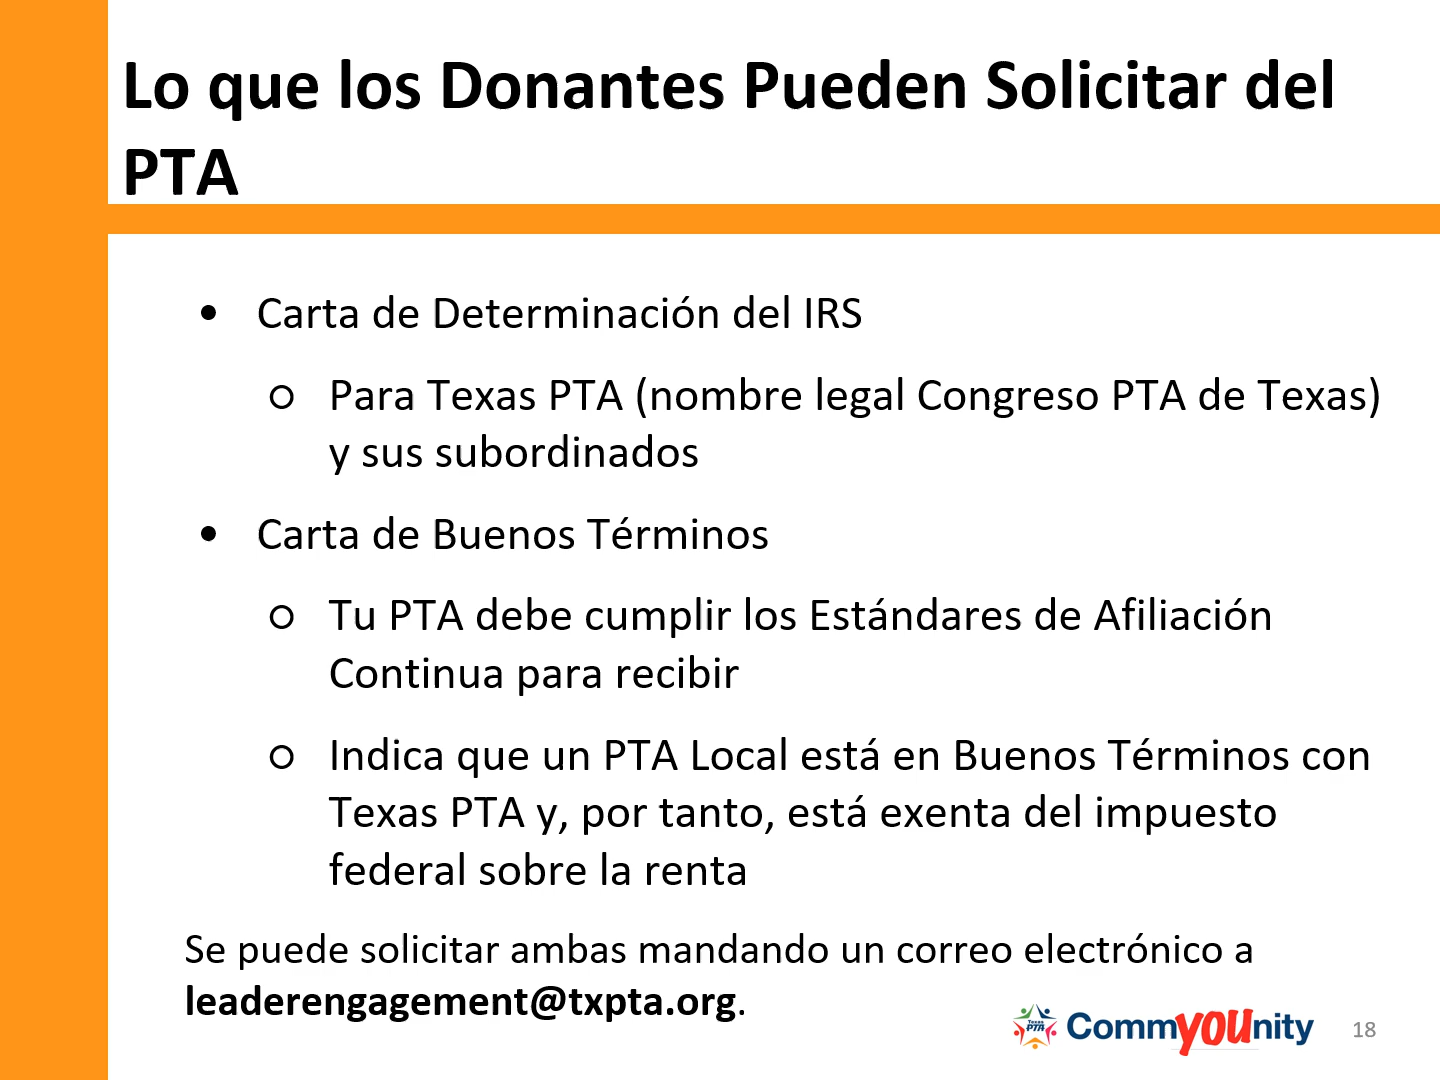 Lo que los Donantes Pueden Solicitar del
PTA
• Carta de Determinación del IRS
○ Para Texas PTA (nombre legal Congreso PTA de Texas)
y sus subordinados
• Carta de Buenos Términos
○ Tu PTA debe cumplir los Estándares de Afiliación
Continua para recibir
○ Indica que un PTA Local está en Buenos Términos con
Texas PTA y, por tanto, está exenta del impuesto
federal sobre la renta
Se puede solicitar ambas mandando un correo electrónico a
leaderengagement@txpta.org.
Texas
PTA
CommYOUnity
18